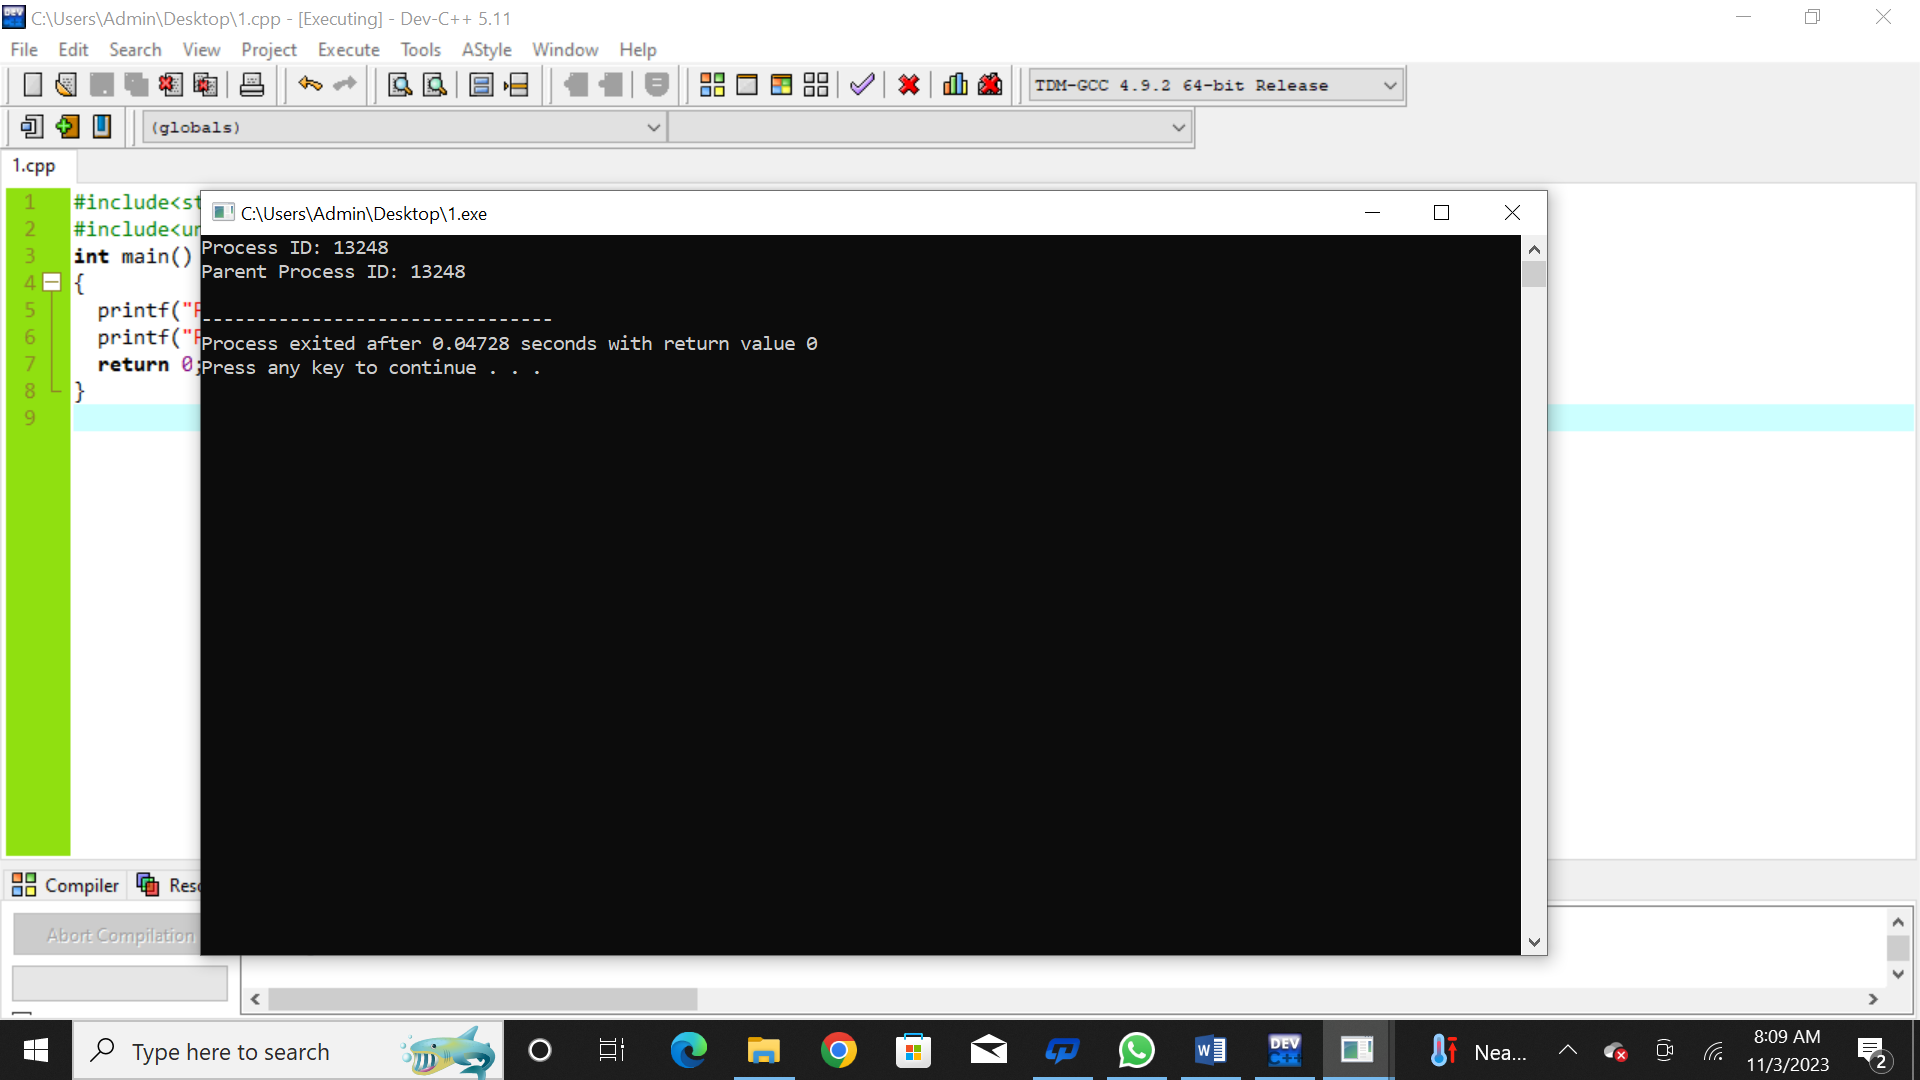 C:\Users\Admin\Desktop\1.cpp - [Executing] - Dev-C++ 5.11
File Edit Search View Project Execute Tools AStyle Window Help
TDM-GCC 4.9.2 64-bit Release
(globals)
1.cpp
1 #include<st
2 #include<un
3 int main()
4 {
5 printf("P
6 printf("P
7 return 0;
8 }
9
C:\Users\Admin\Desktop\1.exe
Process ID: 13248
Parent Process ID: 13248
--------------------------------
Process exited after 0.04728 seconds with return value 0
Press any key to continue . . .
Compiler Reso
Abort Compilation
Type here to search
DEV C++
Nea...
8:09 AM
11/3/2023
2